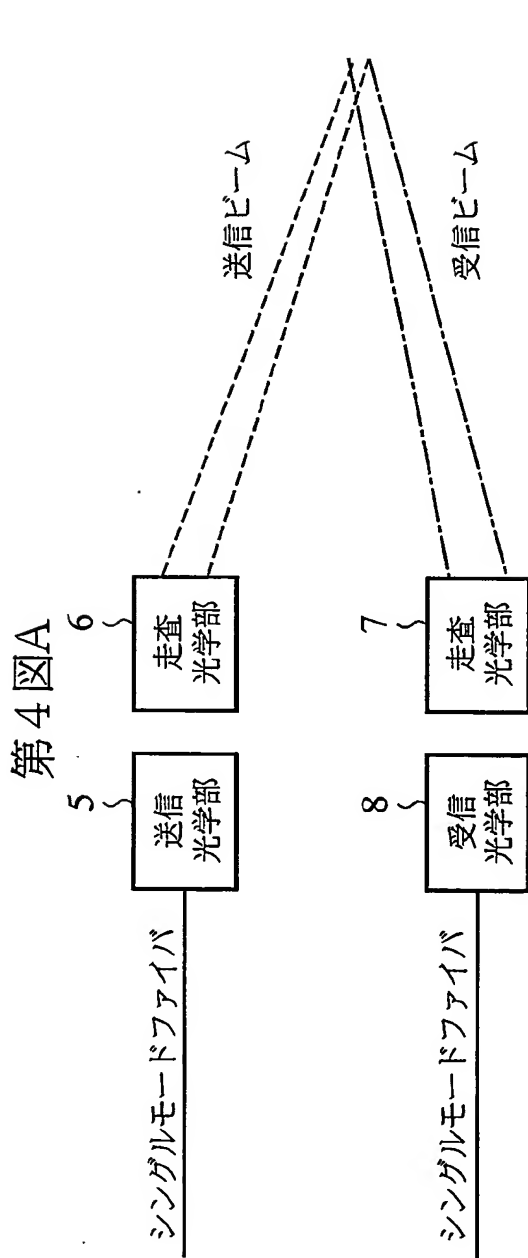 第4図A
シングルモードファイバ
5
送信
光学部
6
走査
光学部
送信ビーム
シングルモードファイバ
8
受信
光学部
7
走査
光学部
受信ビーム